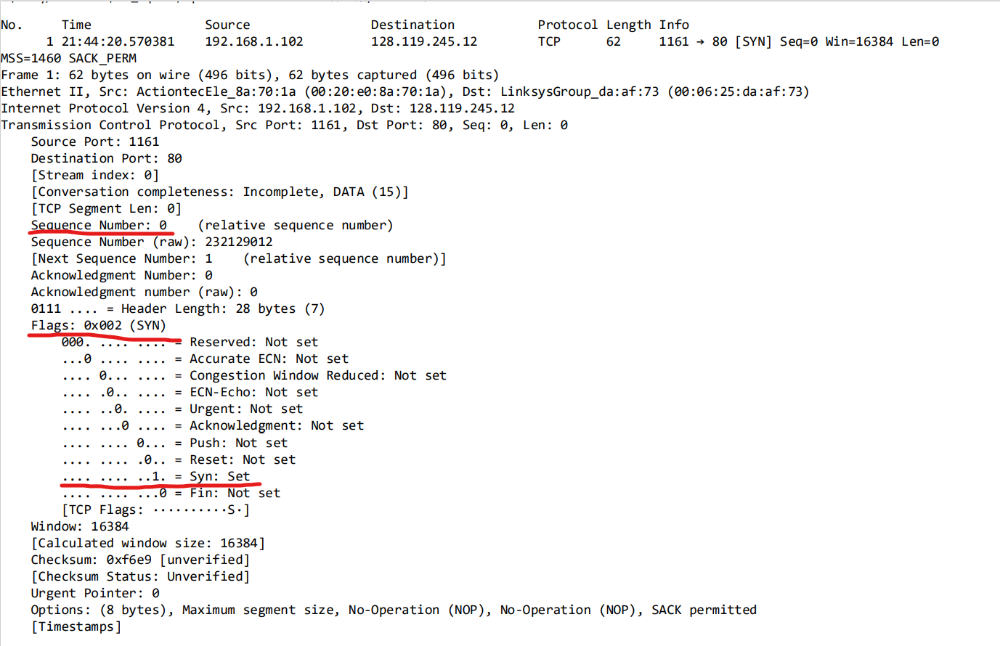 No. Time Source Destination Protocol Length Info
1 21:44:20.570381 192.168.1.102 128.119.245.12 TCP 62 1161 → 80 [SYN] Seq=0 Win=16384 Len=0
MSS=1460 SACK_PERM
Frame 1: 62 bytes on wire (496 bits), 62 bytes captured (496 bits)
Ethernet II, Src: ActiontecEle_8a:70:1a (00:20:e0:8a:70:1a), Dst: LinksysGroup_da:af:73 (00:06:25:da:af:73)
Internet Protocol Version 4, Src: 192.168.1.102, Dst: 128.119.245.12
Transmission Control Protocol, Src Port: 1161, Dst Port: 80, Seq: 0, Len: 0
Source Port: 1161
Destination Port: 80
[Stream index: 0]
[Conversation completeness: Incomplete, DATA (15)]
[TCP Segment Len: 0]
Sequence Number: 0 (relative sequence number)
Sequence Number (raw): 232129012
[Next Sequence Number: 1 (relative sequence number)]
Acknowledgment Number: 0
Acknowledgment number (raw): 0
0111 .... = Header Length: 28 bytes (7)
Flags: 0x002 (SYN)
000. .... .... = Reserved: Not set
...0 .... .... = Accurate ECN: Not set
.... 0... .... = Congestion Window Reduced: Not set
.... .0.. .... = ECN-Echo: Not set
.... ..0. .... = Urgent: Not set
.... ...0 .... = Acknowledgment: Not set
.... .... 0... = Push: Not set
.... .... .0.. = Reset: Not set
.... .... ..1. = Syn: Set
.... .... ...0 = Fin: Not set
[TCP Flags: ··········S·]
Window: 16384
[Calculated window size: 16384]
Checksum: 0xf6e9 [unverified]
[Checksum Status: Unverified]
Urgent Pointer: 0
Options: (8 bytes), Maximum segment size, No-Operation (NOP), No-Operation (NOP), SACK permitted
[Timestamps]